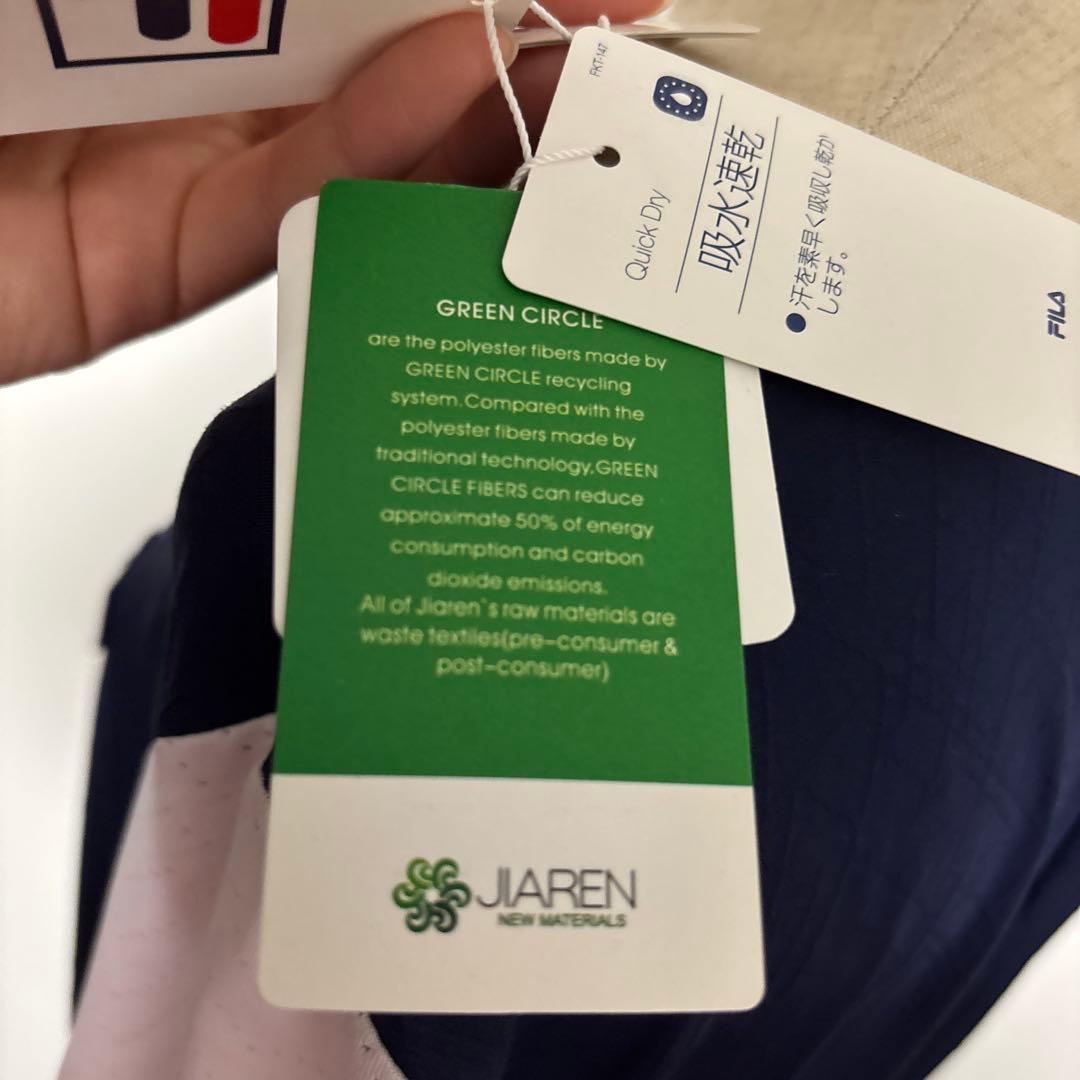 FKT-147
Quick Dry
吸水速乾
●汗を素早く吸収し乾か
します。
FILA
GREEN CIRCLE
are the polyester fibers made by
GREEN CIRCLE recycling
system.Compared with the
polyester fibers made by
traditional technology,GREEN
CIRCLE FIBERS can reduce
approximate 50% of energy
consumption and carbon
dioxide emissions.
All of Jiaren`s raw materials are
waste textiles(pre-consumer &
post-consumer)
JIAREN
NEW MATERIALS